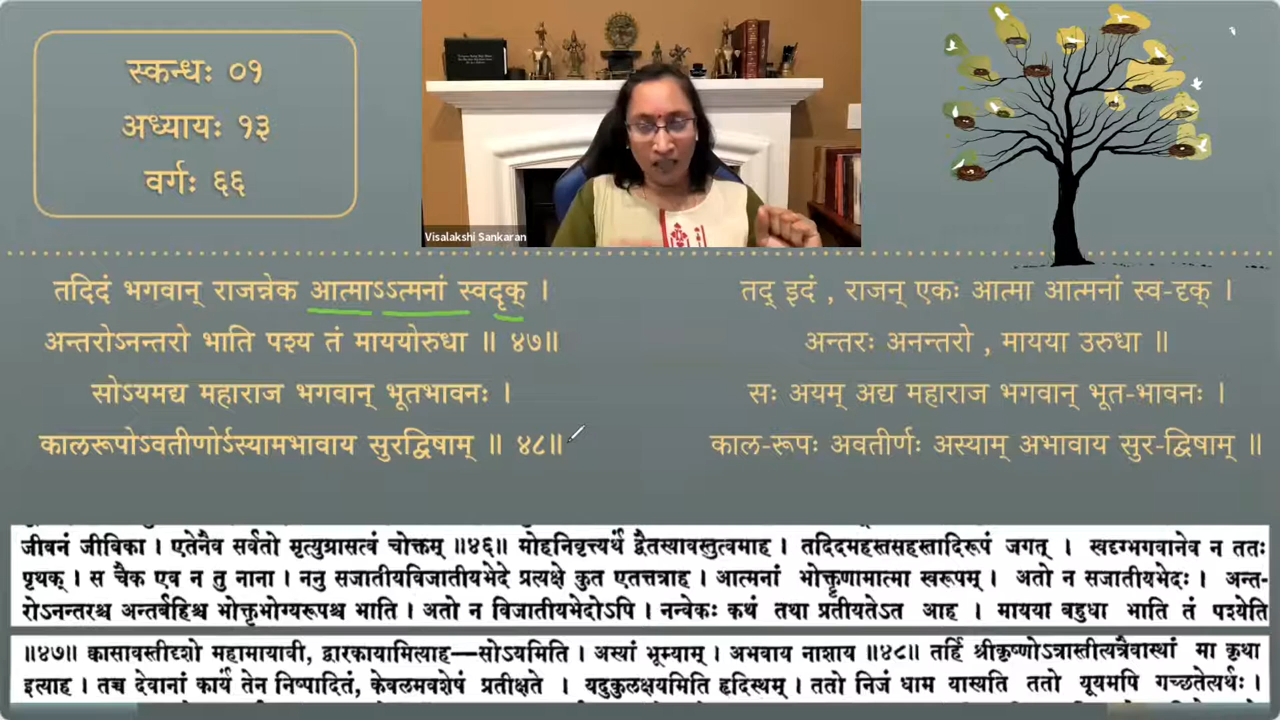 स्कन्धः ०१
अध्यायः १३
वर्गः ६६
Visalakshi Sankaran
तदिदं भगवान् राजन्नेक आत्माऽऽत्मनां स्वदृक् ।
अन्तरोऽनन्तरो भाति पश्य तं माययोरुधा ॥ ४७॥
सोऽयमद्य महाराज भगवान् भूतभावनः ।
कालरूपोऽवतीर्णोऽस्यामभावाय सुरद्विषाम् ॥ ४८॥
तद् इदं , राजन् एकः आत्मा आत्मनां स्व-दृक् ।
अन्तरः अनन्तरो , मायया उरुधा ॥
सः अयम् अद्य महाराज भगवान् भूत-भावनः ।
काल-रूपः अवतीर्णः अस्याम् अभावाय सुर-द्विषाम् ॥
जीवनं जीविका । एतेनैव सर्वतो मृत्युग्रासत्वं चोक्तम् ॥४६॥ मोहनिवृत्त्यर्थं द्वैतस्यावस्तुत्वमाह । तदिदमहस्तसहस्तादिरूपं जगत् । स्वदृग्भगवानेव न ततः
पृथक् । स चैक एव न तु नाना । ननु सजातीयविजातीयभेदे प्रत्यक्षे कुत एतत्तत्राह । आत्मनां भोक्तॄणामात्मा स्वरूपम् । अतो न सजातीयभेदः । अन्त-
रोऽनन्तरश्च अन्तर्बहिश्च भोक्तृभोग्यरूपश्च भाति । अतो न विजातीयभेदोऽपि । नन्वेकः कथं तथा प्रतीयतेऽत आह । मायया बहुधा भाति तं पश्येति
॥४७॥ क्वासावस्तीदृशो महामायावी, द्वारकायामित्याह—सोऽयमिति । अस्यां भूम्याम् । अभवाय नाशाय ॥४८॥ तर्हि श्रीकृष्णोऽत्रास्तीत्यत्रैवास्थां मा कृथा
इत्याह । तच्च देवानां कार्यं तेन निष्पादितं, केवलमवशेषं प्रतीक्षते । यदुकुलक्षयमिति हृदिस्थम् । ततो निजं धाम यास्यति ततो यूयमपि गच्छतेत्यर्थः ।